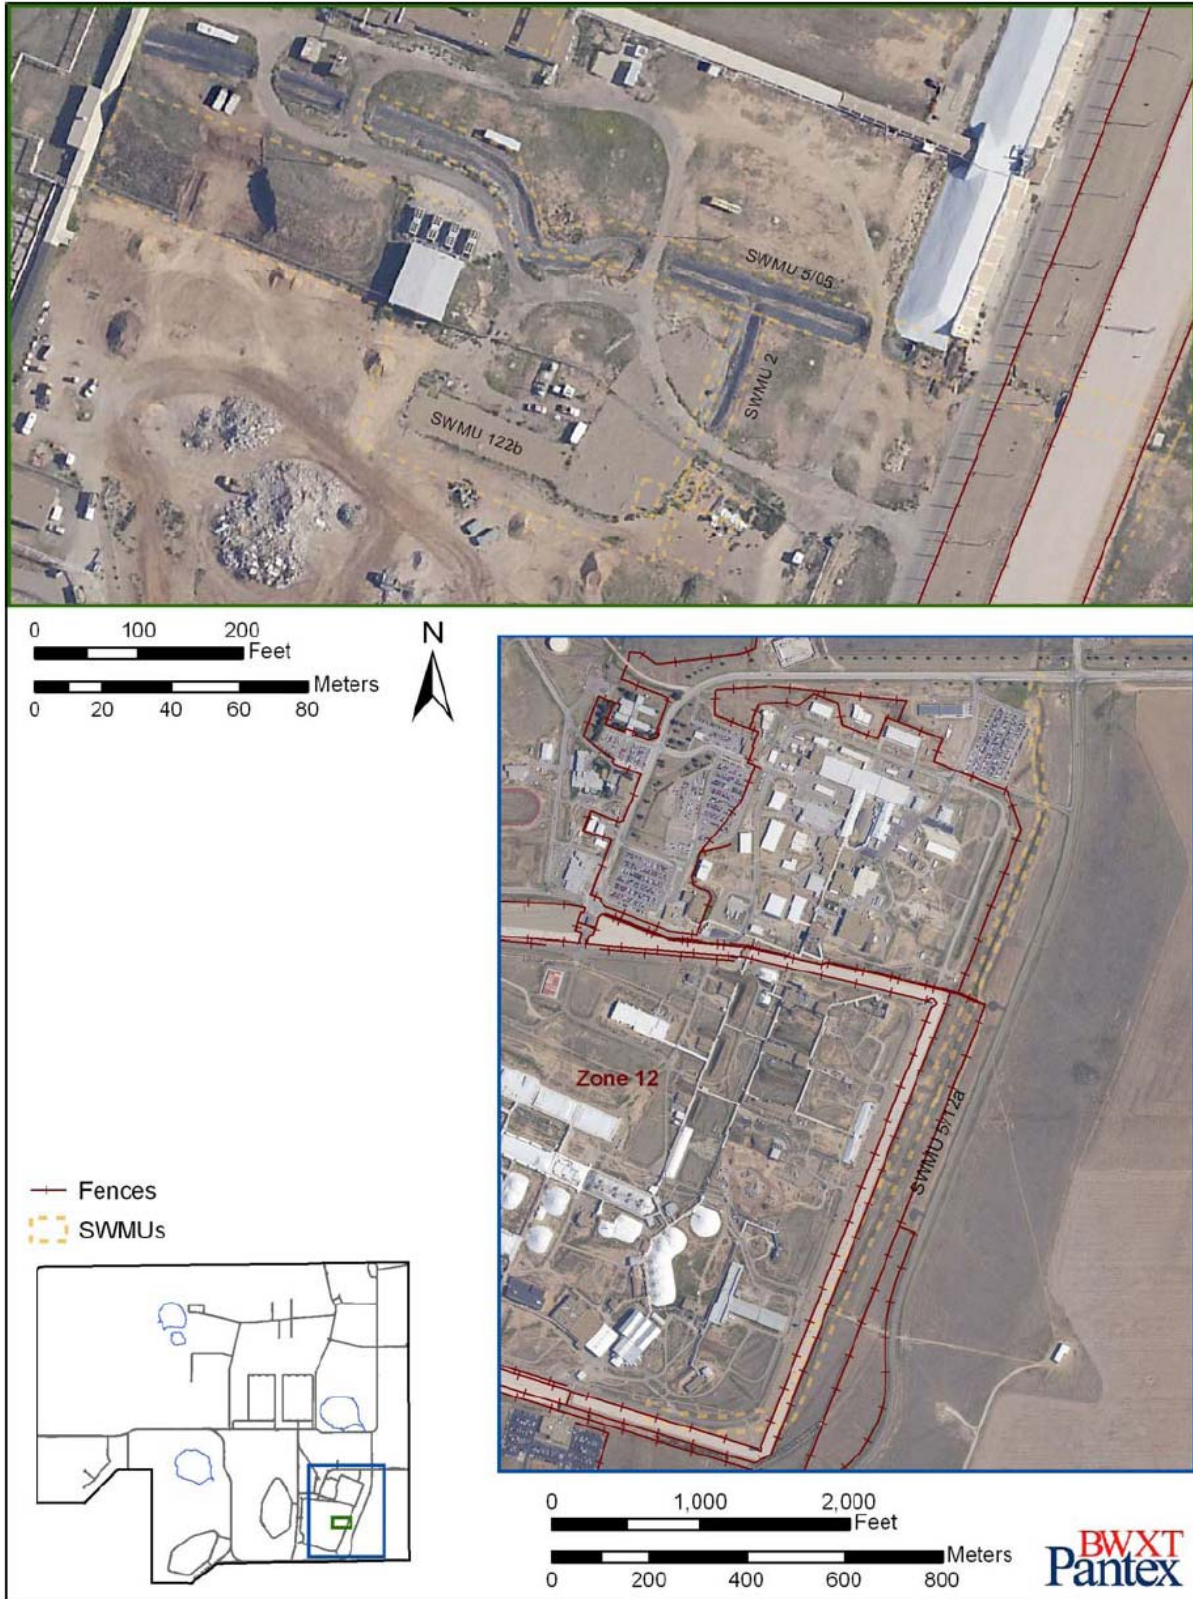 SWMU 5/05
SWMU 2
SWMU 122b
0 100 200
Feet
Meters
0 20 40 60 80
N
Zone 12
SWMU 5/12a
Fences
SWMUs
0 1,000 2,000
Feet
Meters
0 200 400 600 800
BWXT
Pantex